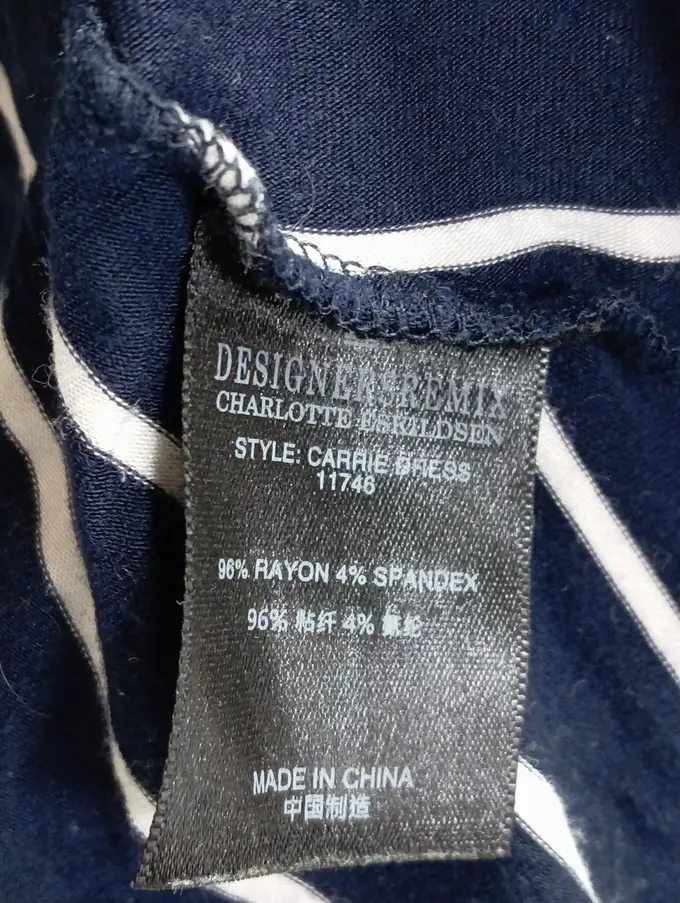 DESIGNERSREMIX
CHARLOTTE ESKILDSEN
STYLE: CARRIE DRESS
11746
96% RAYON 4% SPANDEX
96% 粘纤 4% 氨纶
MADE IN CHINA
中国制造